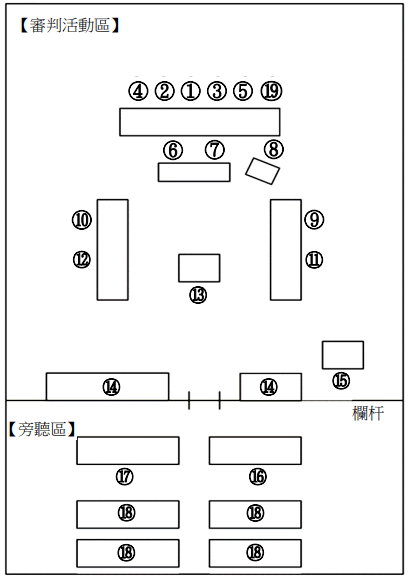 【審判活動區】
④ ② ① ③ ⑤ ⑲
⑥ ⑦ ⑧
⑩ ⑨
⑫ ⑪
⑬
⑭ ⑭ ⑮
欄杆
【旁聽區】
⑰ ⑯
⑱ ⑱
⑱ ⑱